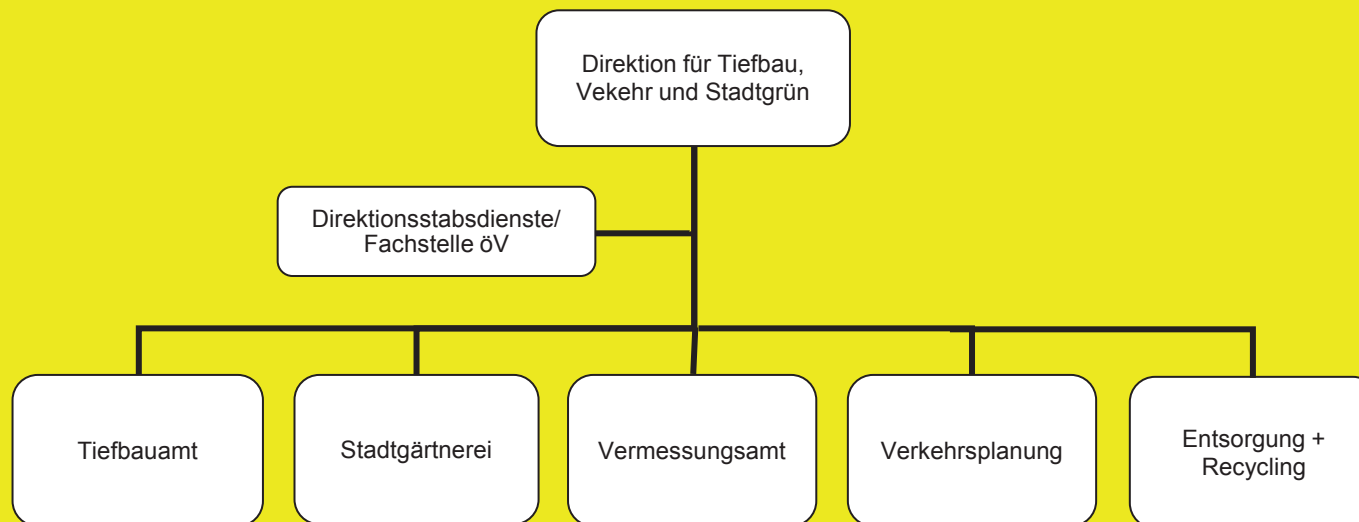 Direktion für Tiefbau,
Vekehr und Stadtgrün
Direktionsstabsdienste/
Fachstelle öV
Tiefbauamt
Stadtgärtnerei
Vermessungsamt
Verkehrsplanung
Entsorgung +
Recycling